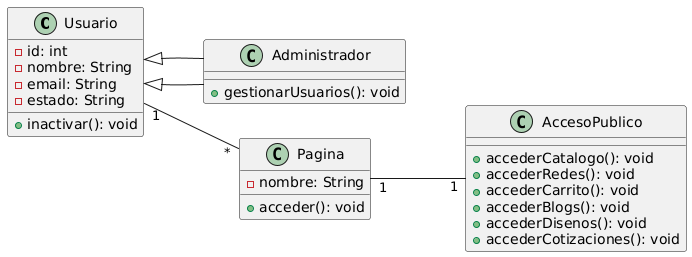 C Usuario
id: int
nombre: String
email: String
estado: String
inactivar(): void
C Administrador
gestionarUsuarios(): void
1
*
C Pagina
nombre: String
acceder(): void
1
1
C AccesoPublico
accederCatalogo(): void
accederRedes(): void
accederCarrito(): void
accederBlogs(): void
accederDisenos(): void
accederCotizaciones(): void